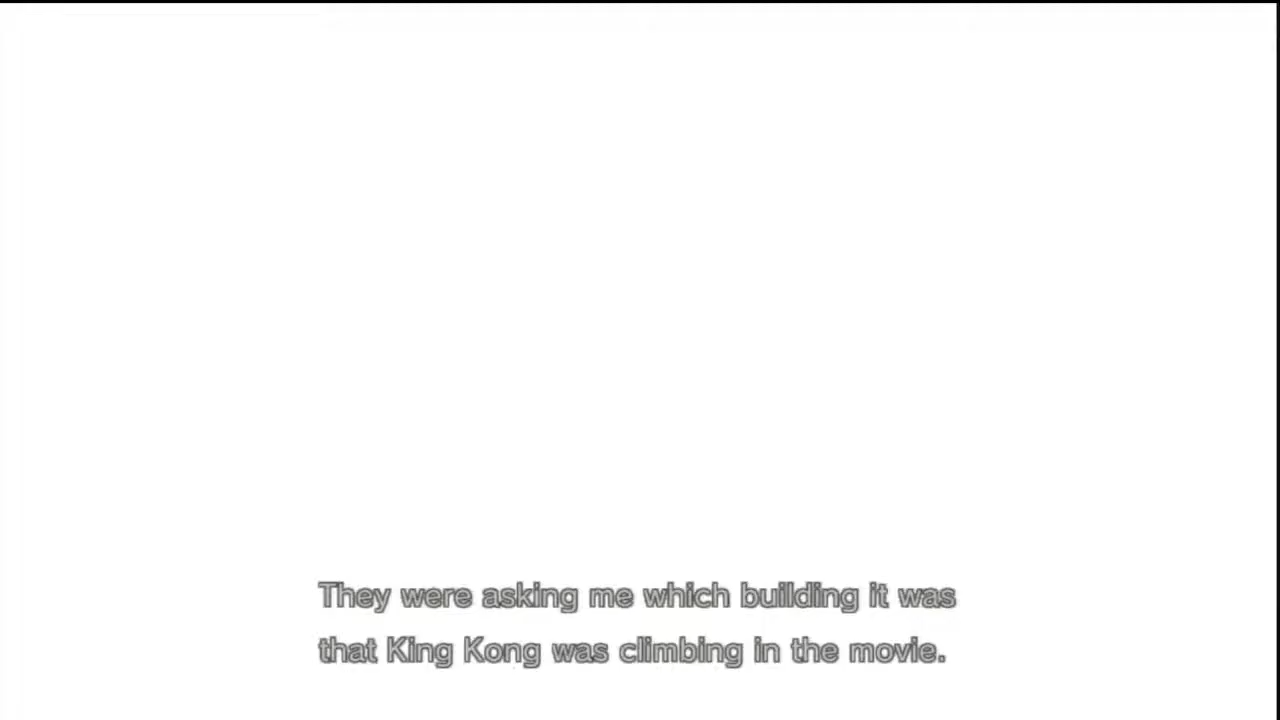 They were asking me which building it was
that King Kong was climbing in the movie.